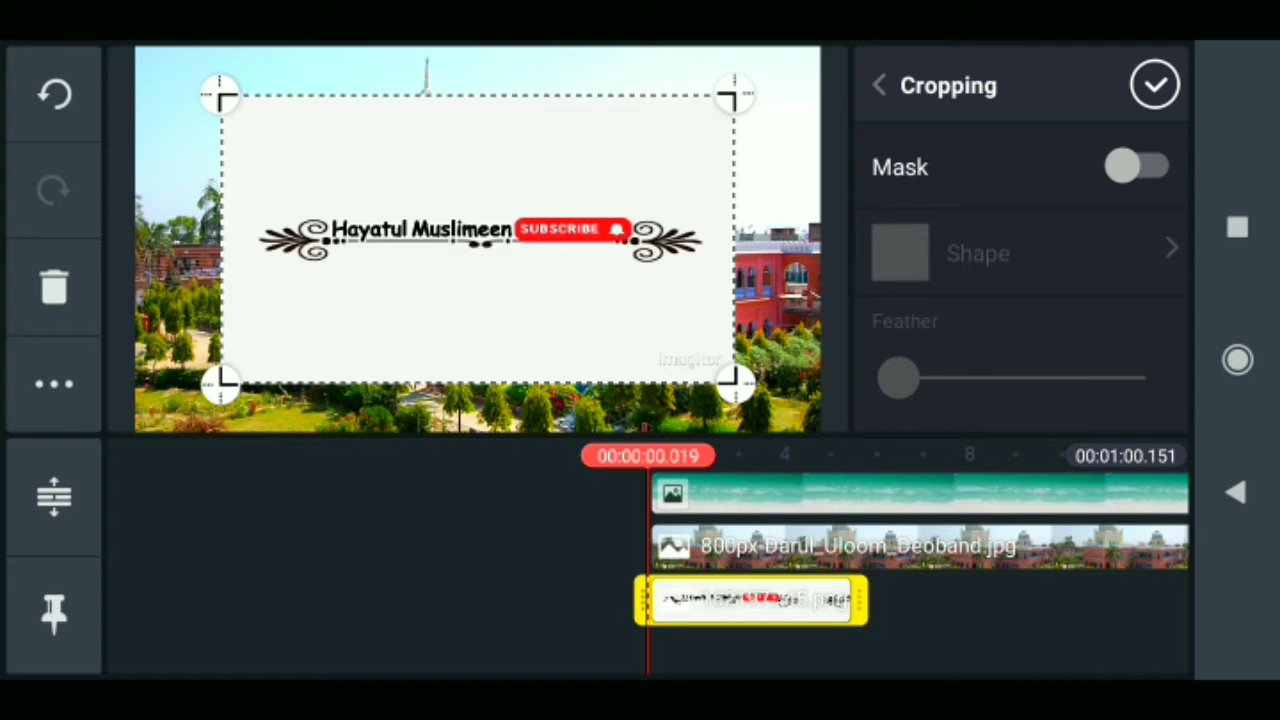 Cropping
Mask
Hayatul Muslimeen SUBSCRIBE
Shape
Feather
imagitor
00:00:00.019
4
8
00:01:00.151
800px-Darul_Uloom_Deoband.jpg